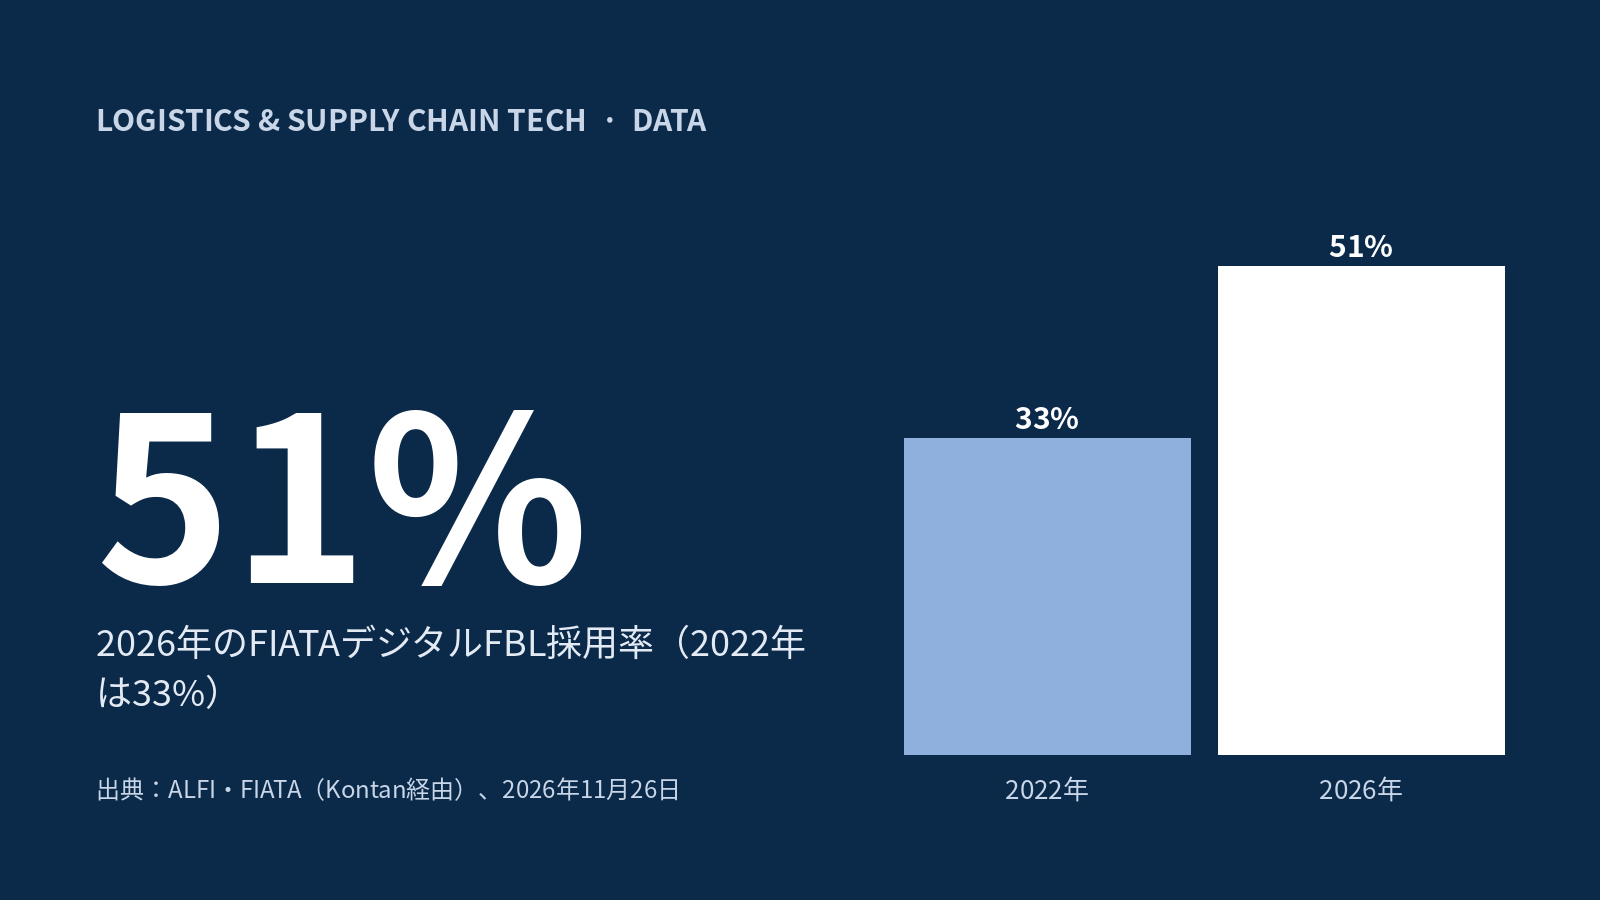 LOGISTICS & SUPPLY CHAIN TECH · DATA
51%
2026年のFIATAデジタルFBL採用率（2022年
は33%）
出典：ALFI・FIATA（Kontan経由）、2026年11月26日
33%
51%
2022年
2026年